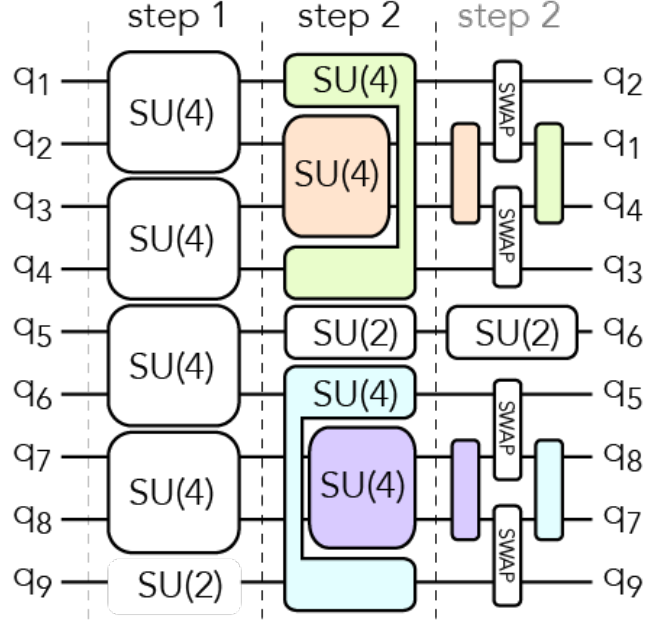 step 1 step 2 step 2
q1 SU(4) SU(4) SWAP q2
q2 SU(4) q1
q3 SU(4) SWAP q4
q4 q3
q5 SU(4) SU(2) SU(2) q6
q6 SU(4) SWAP q5
q7 SU(4) SU(4) q8
q8 SWAP q7
q9 SU(2) q9